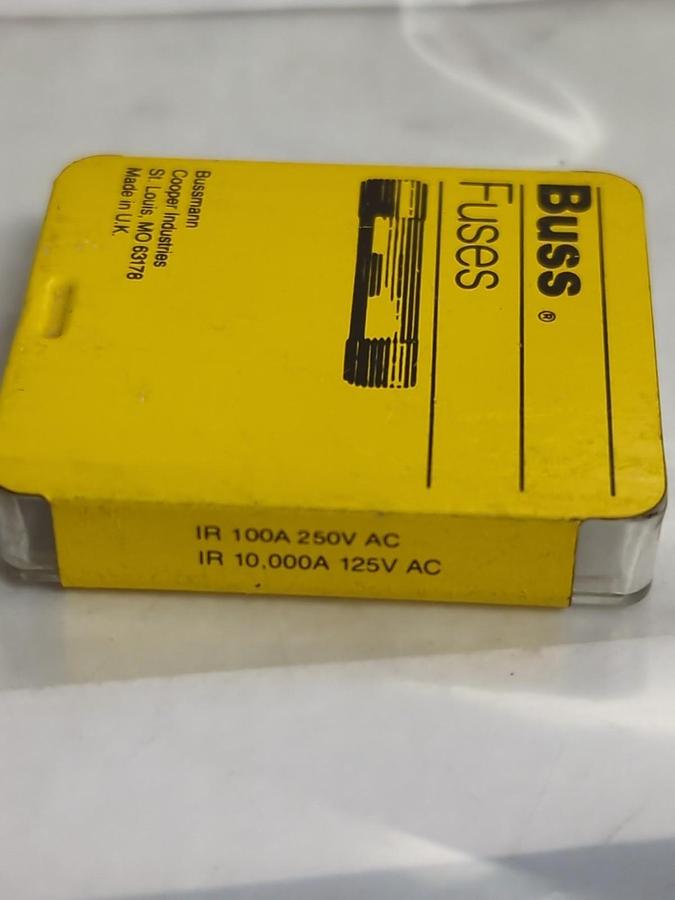 Buss ®
Fuses
Bussmann
Cooper Industries
St. Louis, MO 63178
Made in U.K.
IR 100A 250V AC
IR 10,000A 125V AC